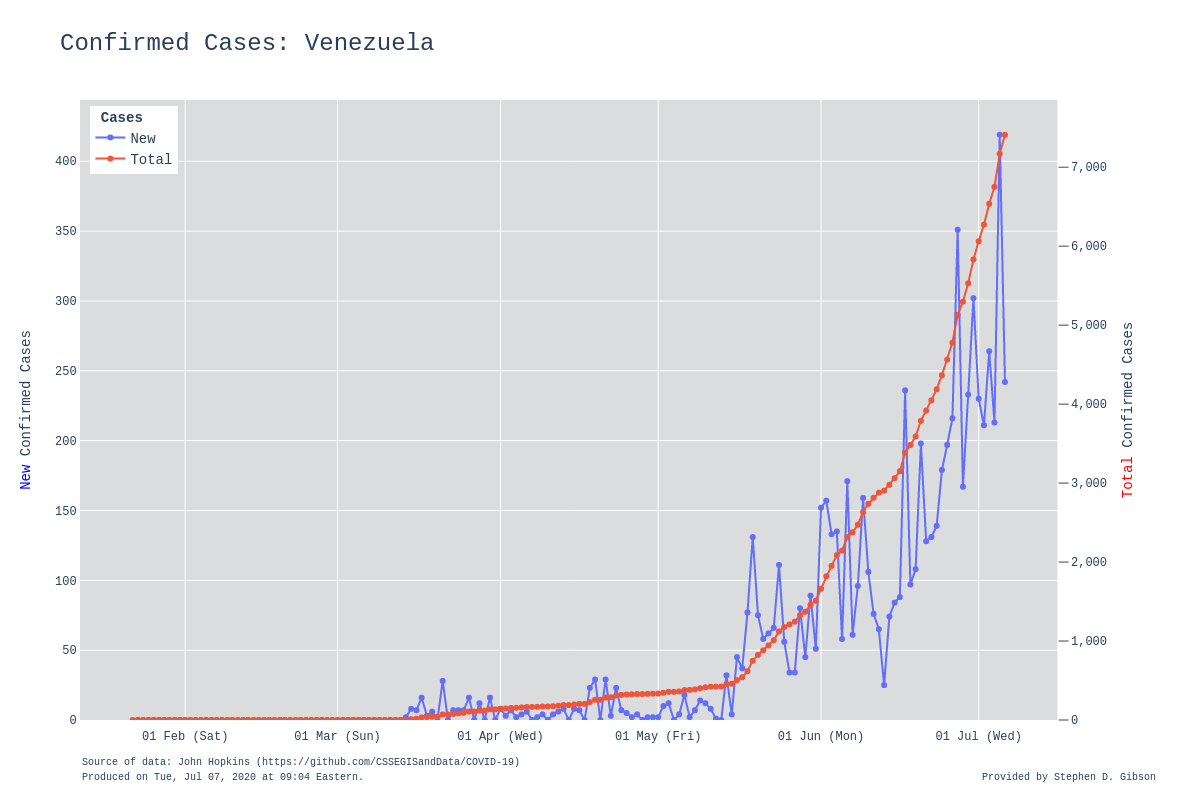 Confirmed Cases: Venezuela
Cases
New
Total
400
350
300
250
200
150
100
50
0
7,000
6,000
5,000
4,000
3,000
2,000
1,000
0
New Confirmed Cases
Total Confirmed Cases
01 Feb (Sat)
01 Mar (Sun)
01 Apr (Wed)
01 May (Fri)
01 Jun (Mon)
01 Jul (Wed)
Source of data: John Hopkins (https://github.com/CSSEGISandData/COVID-19)
Produced on Tue, Jul 07, 2020 at 09:04 Eastern.
Provided by Stephen D. Gibson